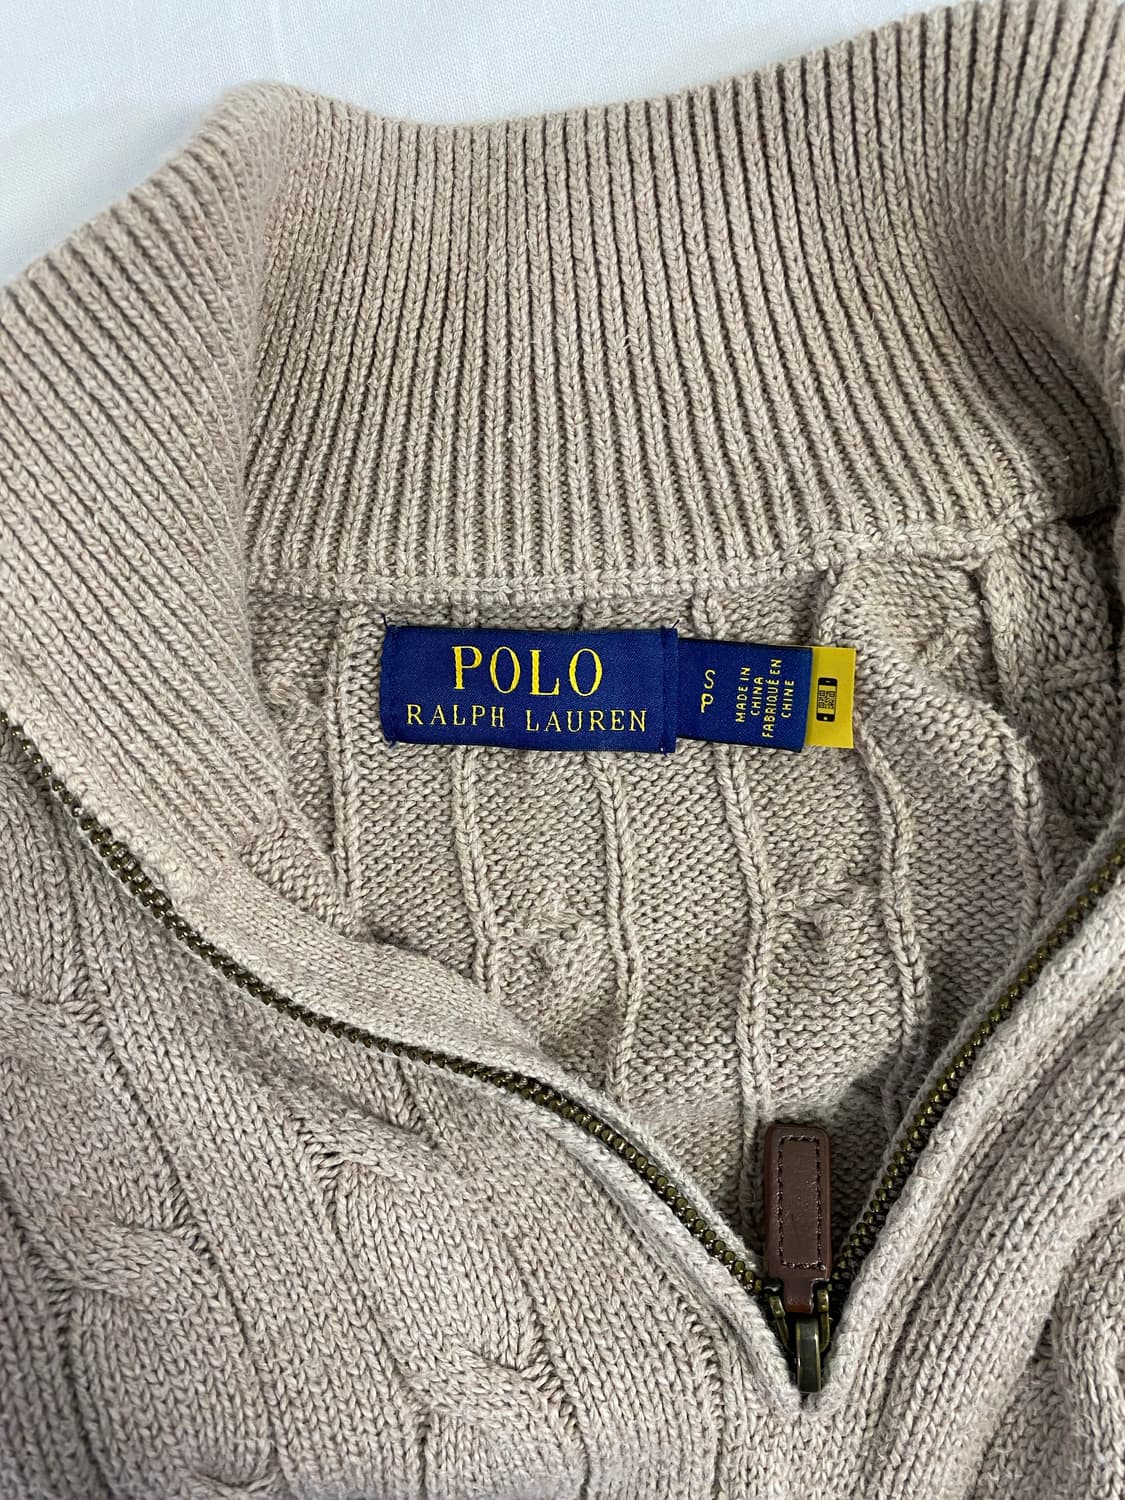 POLO
RALPH LAUREN
S
P
MADE IN
CHINA
FABRIQUÉ EN
CHINE